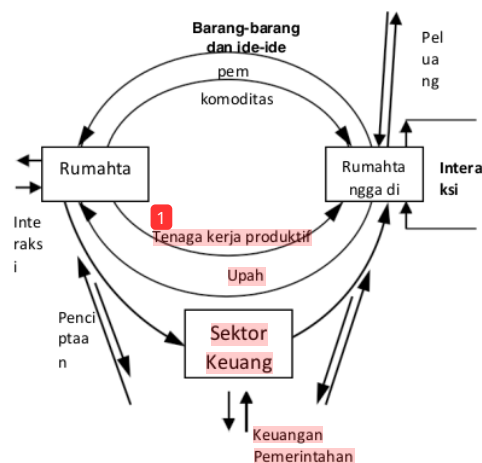 Barang-barang
dan ide-ide
pem
komoditas
Pel
ua
ng
Rumahta
Rumahta
ngga di
Intera
ksi
Inte
raks
i
1
Tenaga kerja produktif
Upah
Penci
ptaa
n
Sektor
Keuang
Keuangan
Pemerintahan